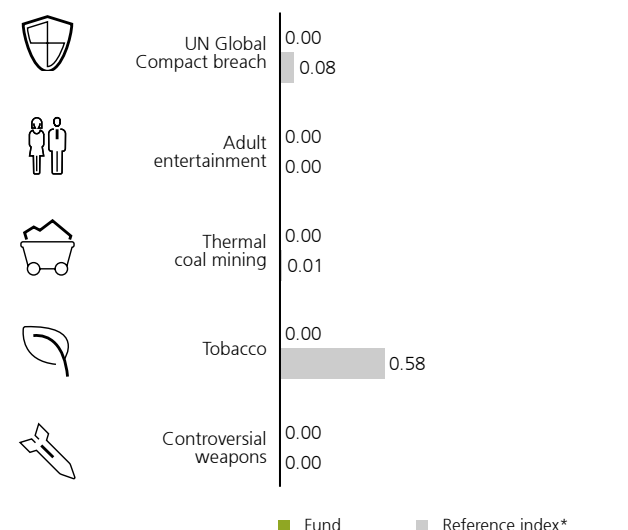 UN Global
Compact breach
0.00
0.08
Adult
entertainment
0.00
0.00
Thermal
coal mining
0.00
0.01
Tobacco
0.00
0.58
Controversial
weapons
0.00
0.00
Fund
Reference index*